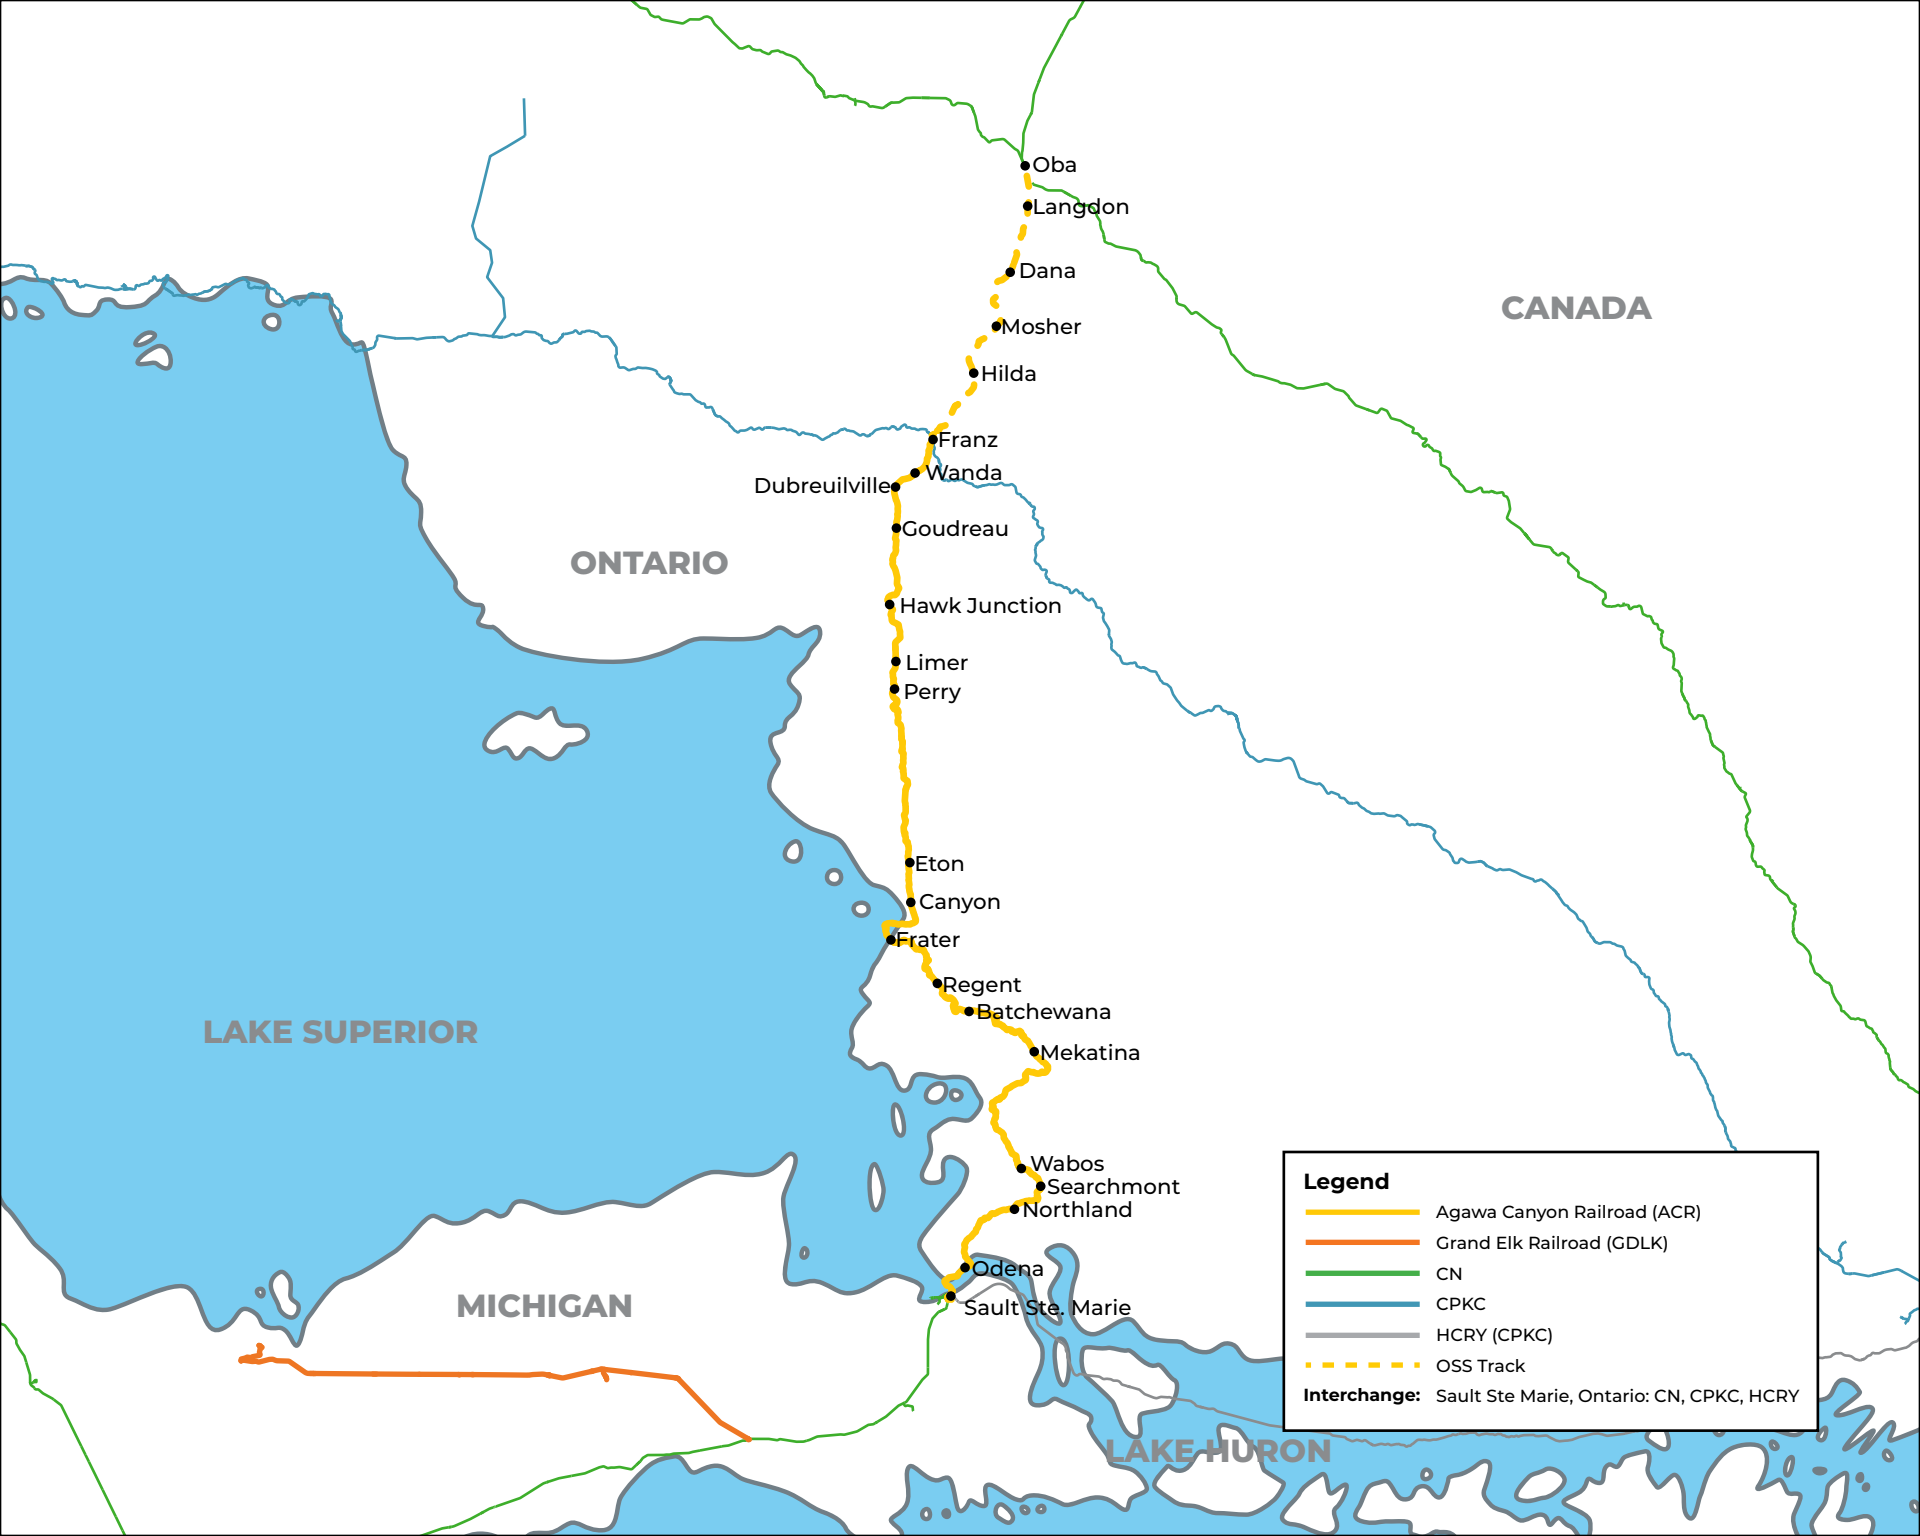 Oba
Langdon
Dana
CANADA
Mosher
Hilda
Franz
Wanda
Dubreuilville
Goudreau
ONTARIO
Hawk Junction
Limer
Perry
Eton
Canyon
Frater
Regent
Batchewana
LAKE SUPERIOR
Mekatina
Wabos
Searchmont
Northland
Odena
MICHIGAN
Sault Ste. Marie
LAKE HURON
Legend
Agawa Canyon Railroad (ACR)
Grand Elk Railroad (GDLK)
CN
CPKC
HCRY (CPKC)
OSS Track
Interchange: Sault Ste Marie, Ontario: CN, CPKC, HCRY